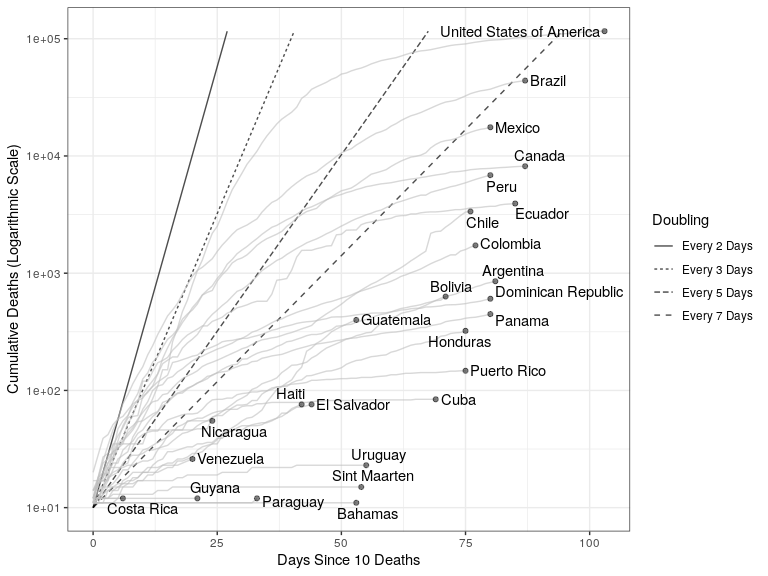 Cumulative Deaths (Logarithmic Scale)
1e+05
1e+04
1e+03
1e+02
1e+01
United States of America
Brazil
Mexico
Canada
Peru
Ecuador
Chile
Colombia
Argentina
Bolivia
Dominican Republic
Guatemala
Panama
Honduras
Puerto Rico
Haiti
El Salvador
Cuba
Nicaragua
Uruguay
Venezuela
Sint Maarten
Guyana
Costa Rica
Paraguay
Bahamas
0
25
50
75
100
Days Since 10 Deaths
Doubling
Every 2 Days
Every 3 Days
Every 5 Days
Every 7 Days